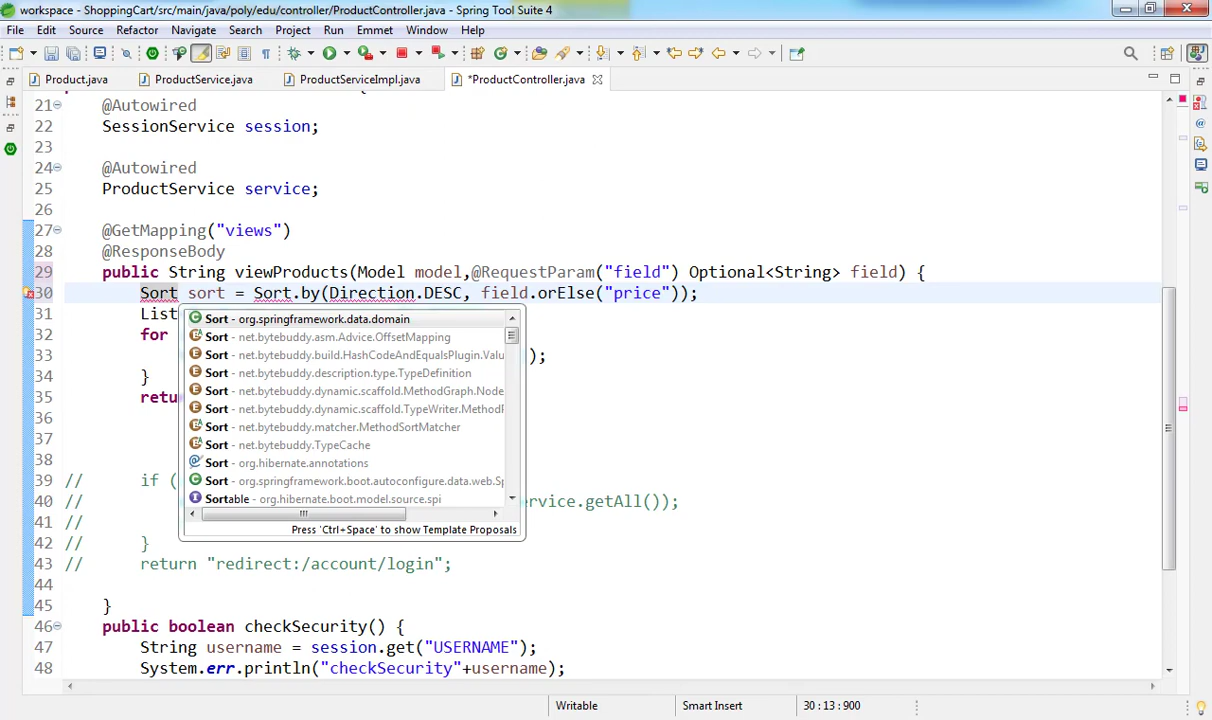 workspace - ShoppingCart/src/main/java/poly/edu/controller/ProductController.java - Spring Tool Suite 4
File Edit Source Refactor Navigate Search Project Run Emmet Window Help
Product.java ProductService.java ProductServiceImpl.java *ProductController.java
21 @Autowired
22 SessionService session;
23
24 @Autowired
25 ProductService service;
26
27 @GetMapping("views")
28 @ResponseBody
29 public String viewProducts(Model model,@RequestParam("field") Optional<String> field) {
30 Sort sort = Sort.by(Direction.DESC, field.orElse("price"));
31 List
32 for
33 );
34 }
35 retu
36
37
38
39 // if (
40 // rvice.getAll());
41 //
42 // }
43 // return "redirect:/account/login";
44
45 }
46 public boolean checkSecurity() {
47 String username = session.get("USERNAME");
48 System.err.println("checkSecurity"+username);
Sort - org.springframework.data.domain
Sort - net.bytebuddy.asm.Advice.OffsetMapping
Sort - net.bytebuddy.build.HashCodeAndEqualsPlugin.Valu
Sort - net.bytebuddy.description.type.TypeDefinition
Sort - net.bytebuddy.dynamic.scaffold.MethodGraph.Node
Sort - net.bytebuddy.dynamic.scaffold.TypeWriter.MethodF
Sort - net.bytebuddy.matcher.MethodSortMatcher
Sort - net.bytebuddy.TypeCache
Sort - org.hibernate.annotations
Sort - org.springframework.boot.autoconfigure.data.web.Sp
Sortable - org.hibernate.boot.model.source.spi
Press 'Ctrl+Space' to show Template Proposals
Writable Smart Insert 30 : 13 : 900